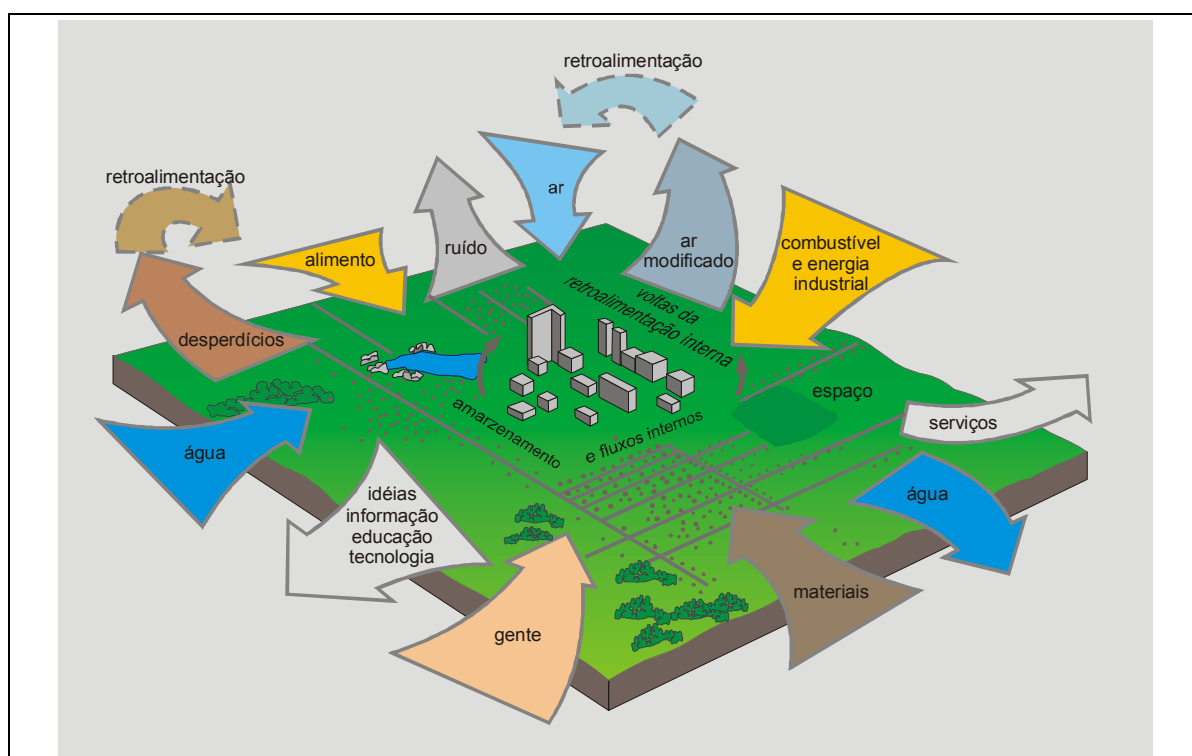 retroalimentação
retroalimentação
ar
ruído
alimento
ar
modificado
combustível
e energia
industrial
voltas da
retroalimentação interna
desperdícios
espaço
amarzenamento
e fluxos internos
serviços
água
água
idéias
informação
educação
tecnologia
materiais
gente